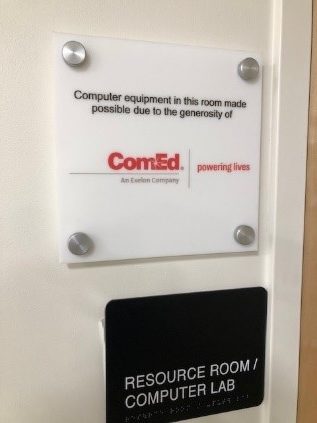 Computer equipment in this room made
possible due to the generosity of
ComEd®
powering lives
An Exelon Company
RESOURCE ROOM /
COMPUTER LAB